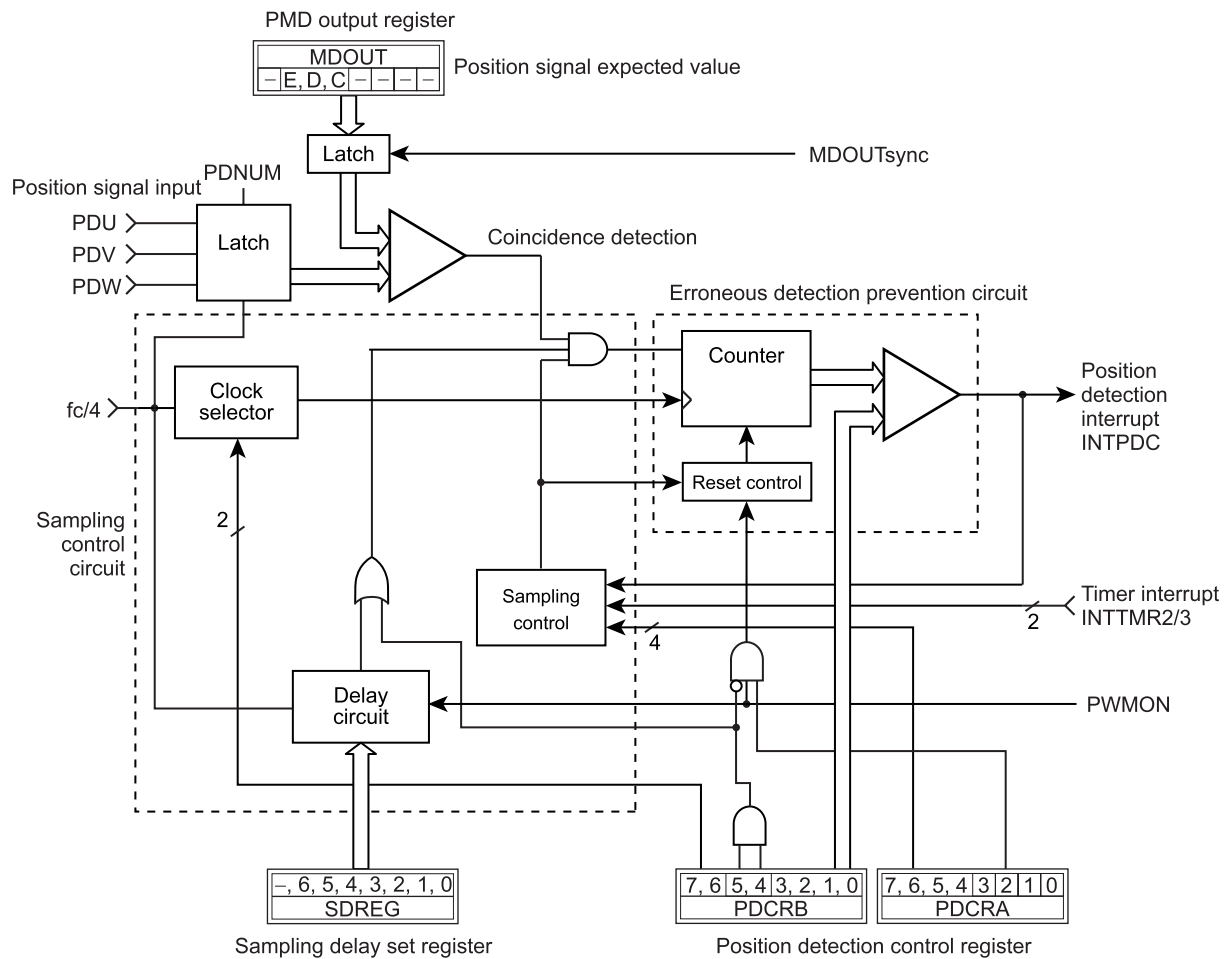 PMD output register
MDOUT
– E, D, C – – – –
Position signal expected value
Latch
MDOUTsync
PDNUM
Position signal input
PDU
PDV
PDW
Latch
Coincidence detection
Erroneous detection prevention circuit
Counter
Clock
selector
fc/4
Position
detection
interrupt
INTPDC
Reset control
2
Sampling
control
circuit
Sampling
control
Timer interrupt
INTTMR2/3
2
4
Delay
circuit
PWMON
–, 6, 5, 4, 3, 2, 1, 0
SDREG
Sampling delay set register
7, 6 5, 4 3, 2, 1, 0
PDCRB
7, 6, 5, 4 3 2 1 0
PDCRA
Position detection control register